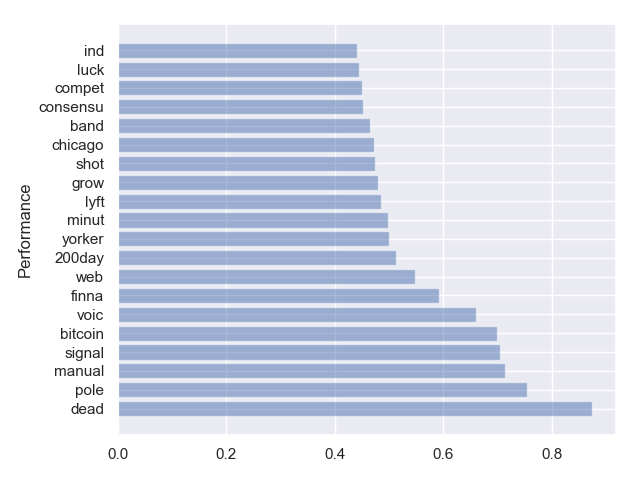 ind
luck
compet
consensu
band
chicago
shot
grow
lyft
minut
yorker
200day
web
finna
voic
bitcoin
signal
manual
pole
dead
Performance
0.0 0.2 0.4 0.6 0.8